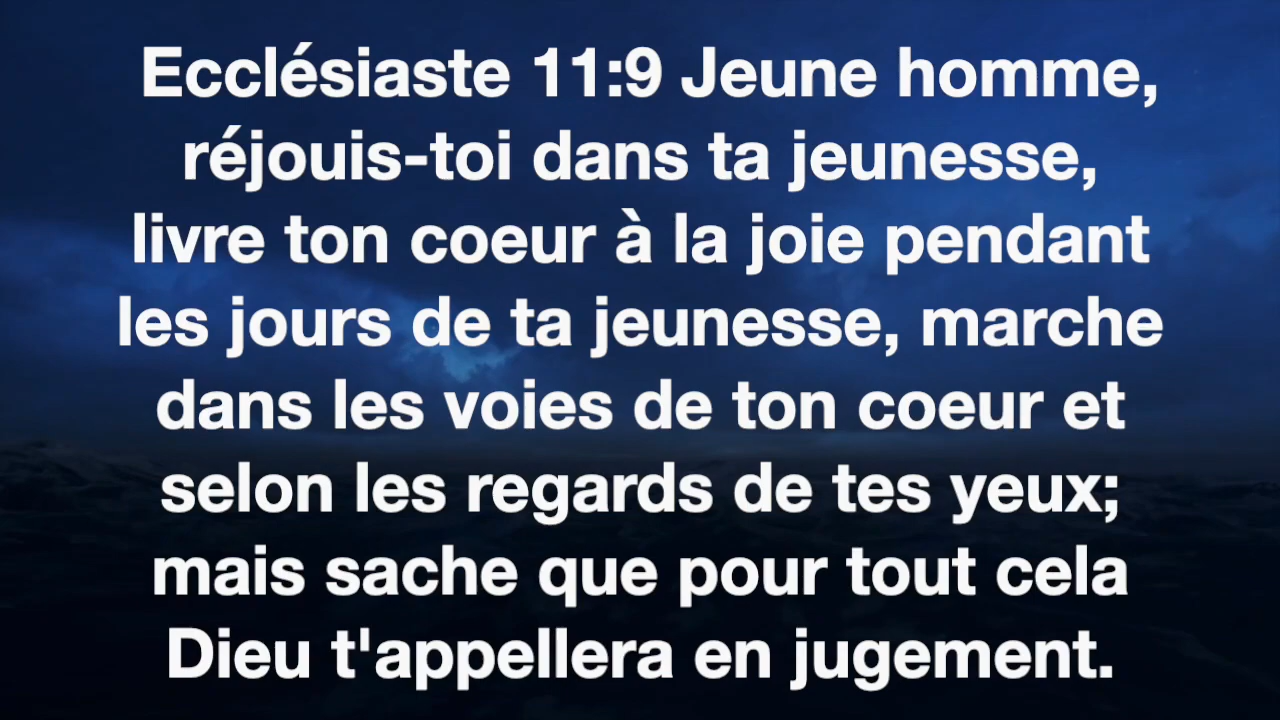 Ecclésiaste 11:9 Jeune homme,
réjouis-toi dans ta jeunesse,
livre ton coeur à la joie pendant
les jours de ta jeunesse, marche
dans les voies de ton coeur et
selon les regards de tes yeux;
mais sache que pour tout cela
Dieu t'appellera en jugement.